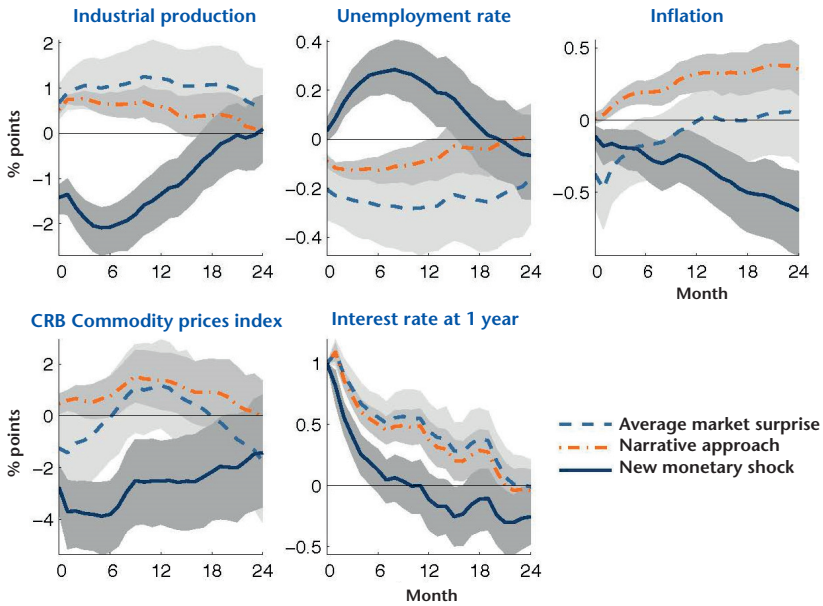 Industrial production
Unemployment rate
Inflation
% points
2
1
0
−1
−2
0 6 12 18 24
0.4
0.2
0
−0.2
−0.4
0 6 12 18 24
0.5
0
−0.5
0 6 12 18 24
Month
CRB Commodity prices index
Interest rate at 1 year
% points
2
0
−2
−4
0 6 12 18 24
1
0.5
0
−0.5
0 6 12 18 24
Month
Average market surprise
Narrative approach
New monetary shock